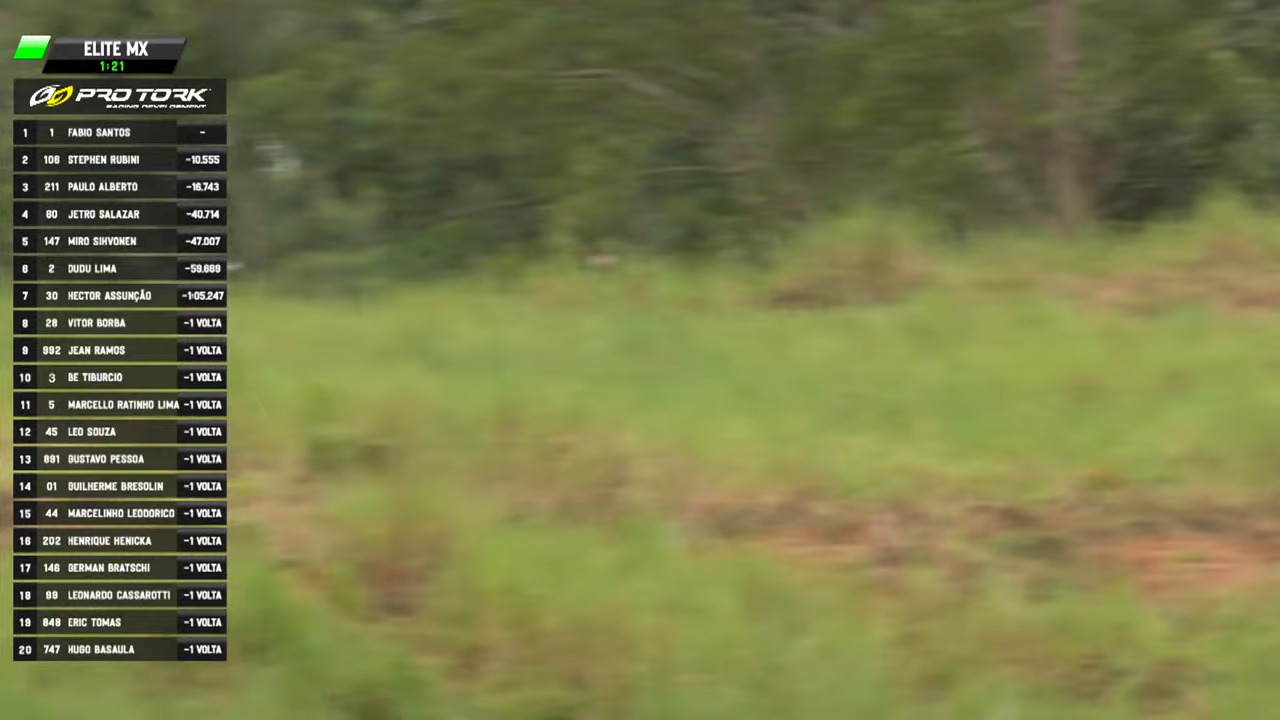 ELITE MX
1:21
PRO TORK
RACING DEVELOPMENT
1 1 FABIO SANTOS -
2 106 STEPHEN RUBINI -10.555
3 211 PAULO ALBERTO -16.743
4 80 JETRO SALAZAR -40.714
5 147 MIRO SIHVONEN -47.007
6 2 DUDU LIMA -59.669
7 30 HECTOR ASSUNÇÃO -1:05.247
8 28 VITOR BORBA -1 VOLTA
9 992 JEAN RAMOS -1 VOLTA
10 3 BE TIBURCIO -1 VOLTA
11 5 MARCELLO RATINHO LIMA -1 VOLTA
12 45 LEO SOUZA -1 VOLTA
13 891 GUSTAVO PESSOA -1 VOLTA
14 01 GUILHERME BRESOLIN -1 VOLTA
15 44 MARCELINHO LEODORICO -1 VOLTA
16 202 HENRIQUE HENICKA -1 VOLTA
17 146 GERMAN BRATSCHI -1 VOLTA
18 99 LEONARDO CASSAROTTI -1 VOLTA
19 848 ERIC TOMAS -1 VOLTA
20 747 HUGO BASAULA -1 VOLTA